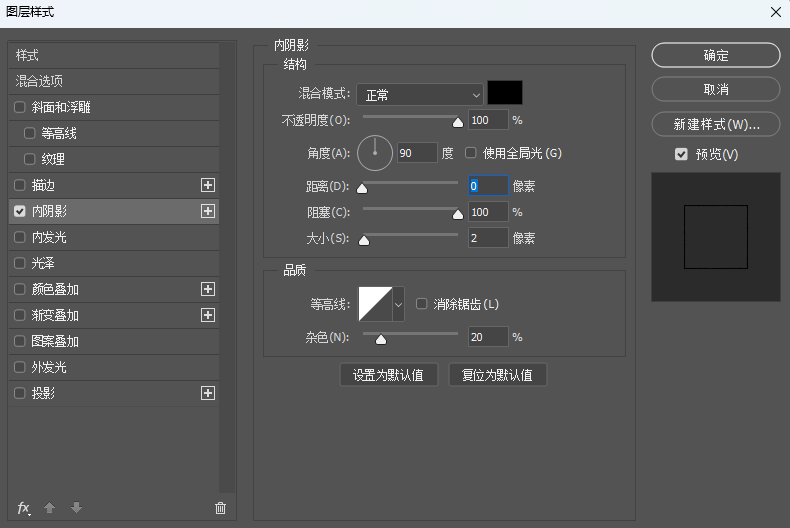 图层样式
样式
混合选项
斜面和浮雕
等高线
纹理
描边
内阴影
内发光
光泽
颜色叠加
渐变叠加
图案叠加
外发光
投影
fx
内阴影
结构
混合模式: 正常
不透明度(O): 100 %
角度(A): 90 度 使用全局光(G)
距离(D): 0 像素
阻塞(C): 100 %
大小(S): 2 像素
品质
等高线: 消除锯齿(L)
杂色(N): 20 %
设置为默认值 复位为默认值
确定
取消
新建样式(W)...
预览(V)